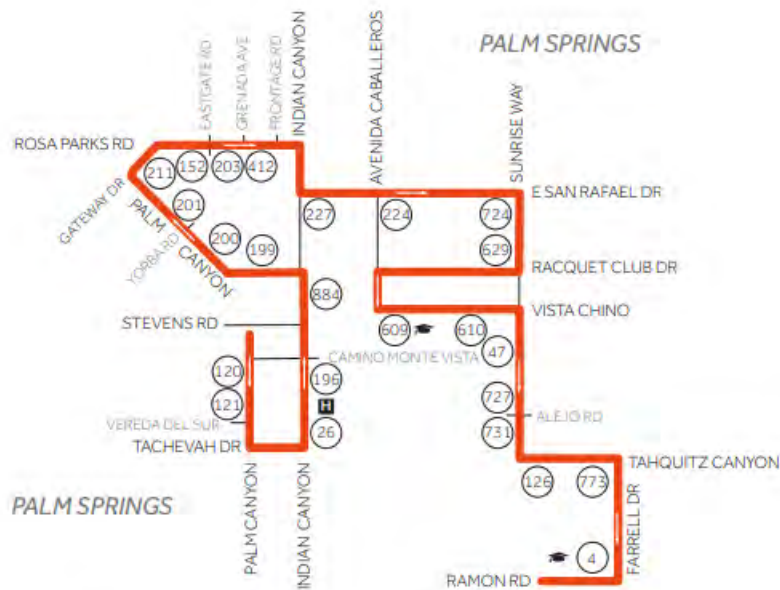 PALM SPRINGS
EASTGATE RD
GRENADA AVE
FRONTAGE RD
INDIAN CANYON
AVENIDA CABALLEROS
SUNRISE WAY
ROSA PARKS RD
211
152
203
412
GATEWAY DR
201
PALM CANYON
YORBA RD
200
199
227
224
724
E SAN RAFAEL DR
629
RACQUET CLUB DR
884
VISTA CHINO
STEVENS RD
609
610
47
CAMINO MONTE VISTA
120
196
121
727
H
VEREDA DEL SUR
26
731
ALEJO RD
TACHEVAH DR
TAHQUITZ CANYON
126
773
PALM SPRINGS
PALM CANYON
INDIAN CANYON
FARRELL DR
4
RAMON RD